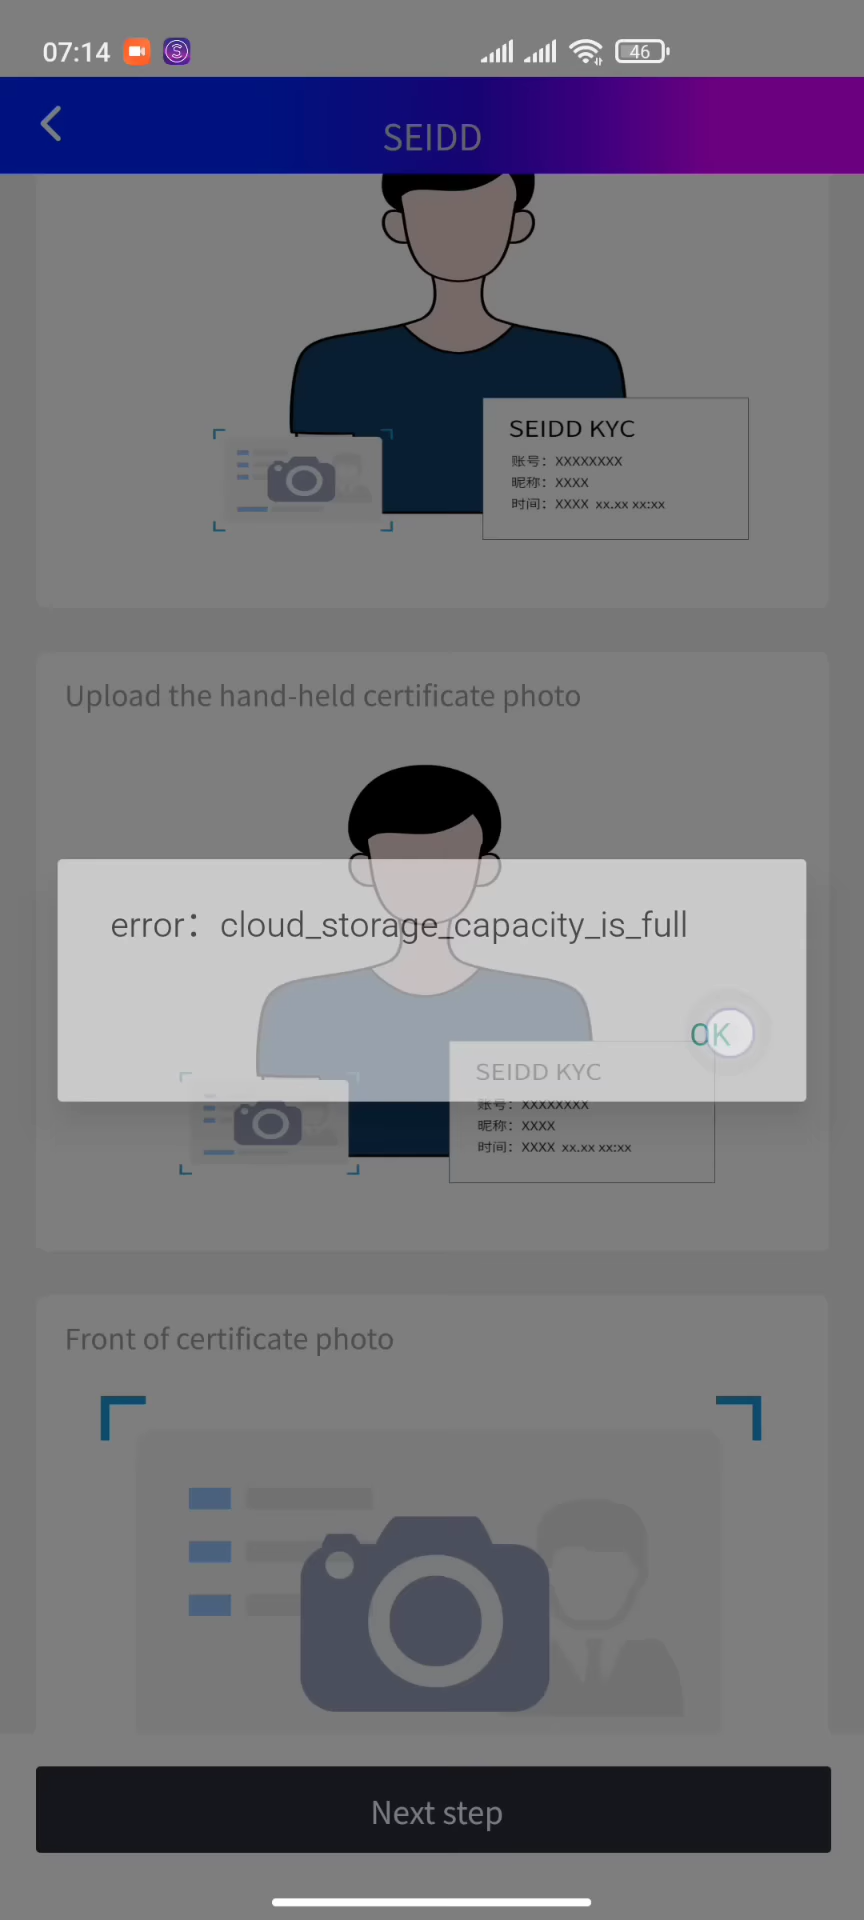 07:14
46
SEIDD
SEIDD KYC
账号：XXXXXXXX
昵称：XXXX
时间：XXXX xx.xx xx:xx
Upload the hand-held certificate photo
error：cloud_storage_capacity_is_full
OK
SEIDD KYC
账号：XXXXXXXX
昵称：XXXX
时间：XXXX xx.xx xx:xx
Front of certificate photo
Next step